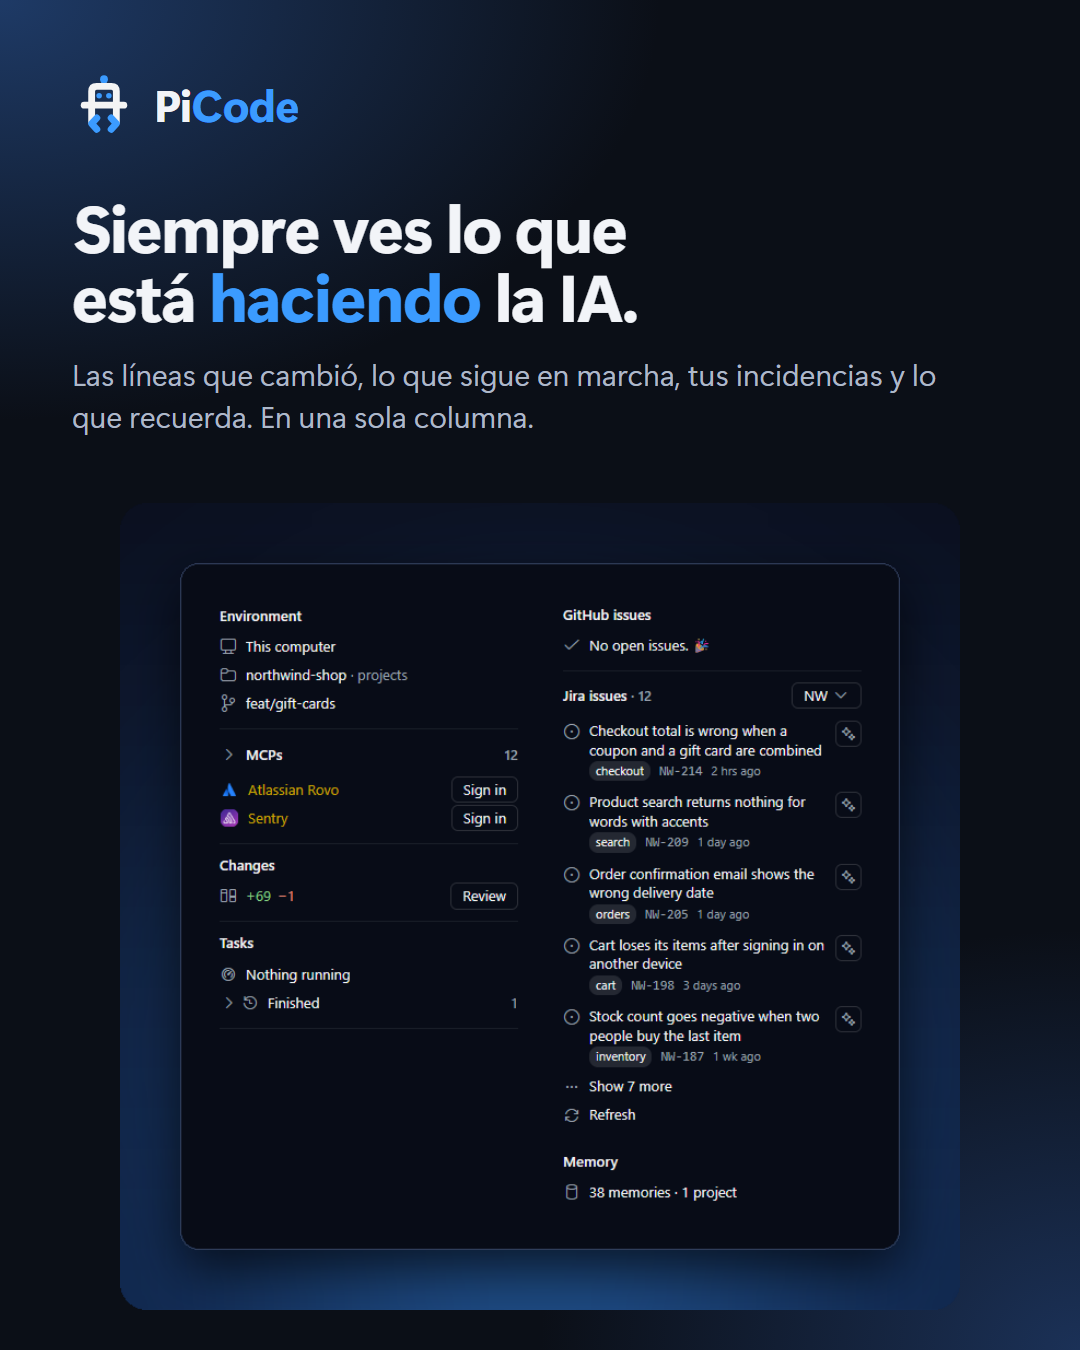 PiCode
Siempre ves lo que
está haciendo la IA.
Las líneas que cambió, lo que sigue en marcha, tus incidencias y lo
que recuerda. En una sola columna.
Environment
This computer
northwind-shop · projects
feat/gift-cards
MCPs 12
Atlassian Rovo Sign in
Sentry Sign in
Changes
+69 −1 Review
Tasks
Nothing running
Finished 1
GitHub issues
No open issues. 🎉
Jira issues · 12 NW
Checkout total is wrong when a
coupon and a gift card are combined
checkout NW-214 2 hrs ago
Product search returns nothing for
words with accents
search NW-209 1 day ago
Order confirmation email shows the
wrong delivery date
orders NW-205 1 day ago
Cart loses its items after signing in on
another device
cart NW-198 3 days ago
Stock count goes negative when two
people buy the last item
inventory NW-187 1 wk ago
Show 7 more
Refresh
Memory
38 memories · 1 project